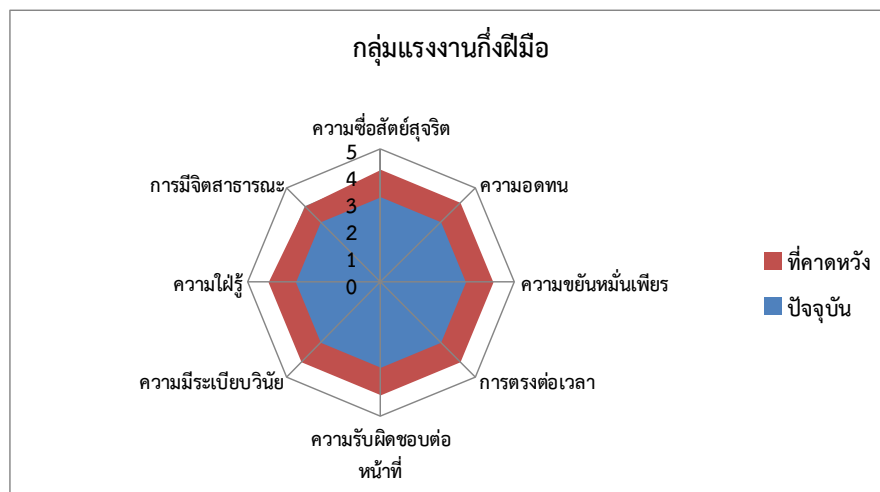 กลุ่มแรงงานกึ่งฝีมือ
ความซื่อสัตย์สุจริต
5
4
3
2
1
0
ความอดทน
ความขยันหมั่นเพียร
การตรงต่อเวลา
ความรับผิดชอบต่อ
หน้าที่
ความมีระเบียบวินัย
ความใฝ่รู้
การมีจิตสาธารณะ
ที่คาดหวัง
ปัจจุบัน